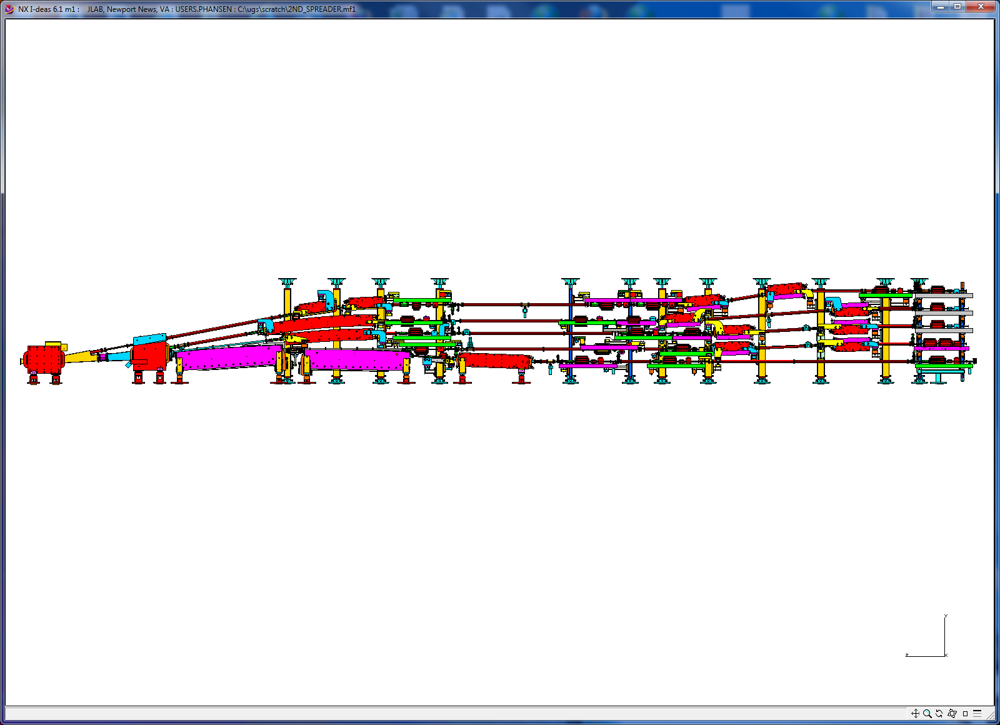 NX I-deas 6.1 m1 :    JLAB, Newport News, VA : USERS.PHANSEN : C:\ugs\scratch\2ND_SPREADER.mf1
Y
Z X